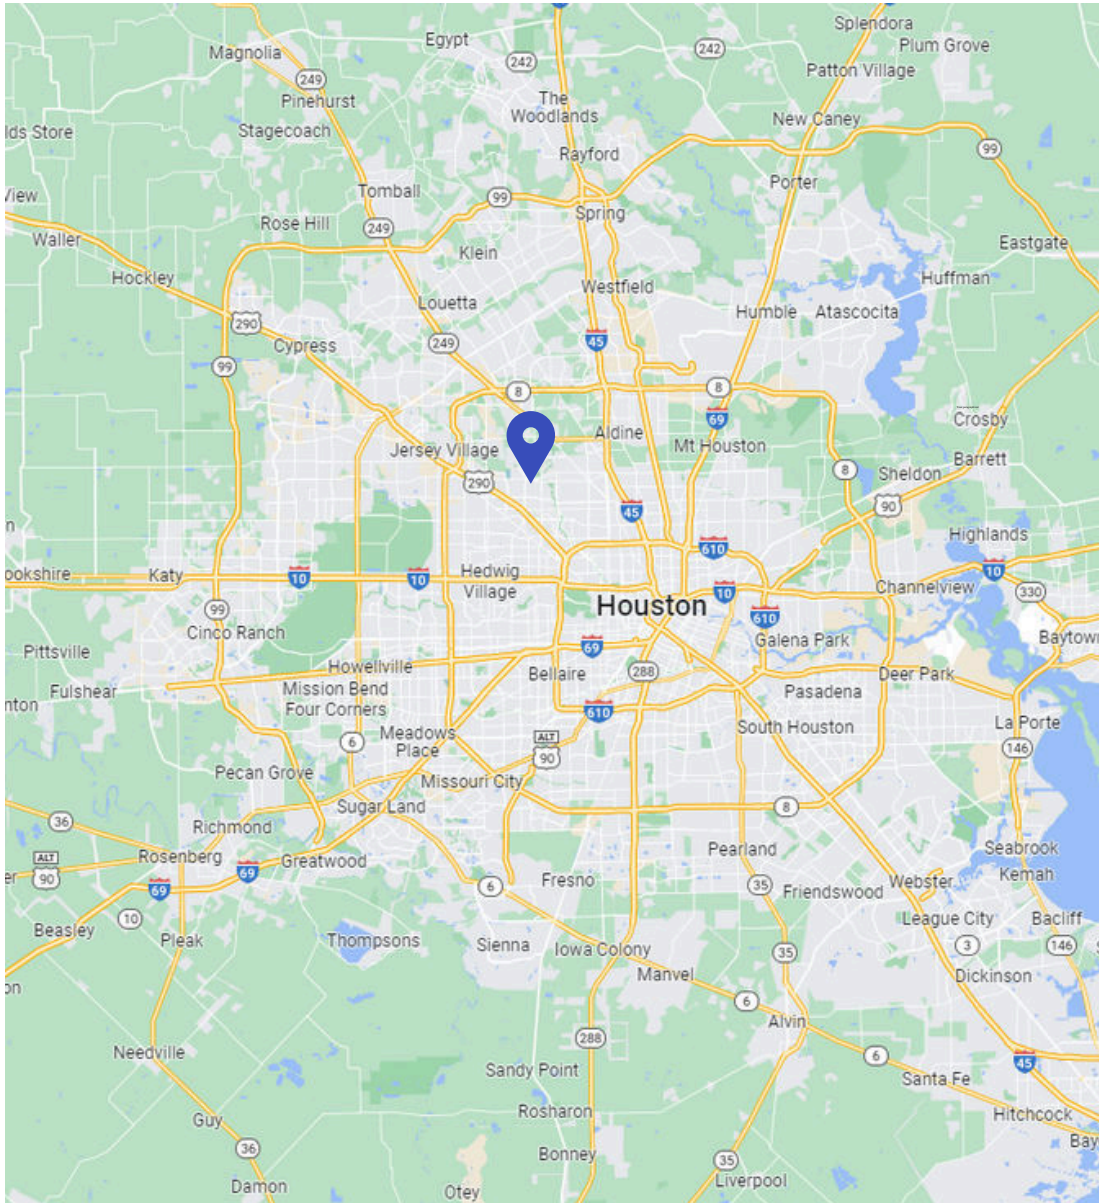 Splendora
Egypt
Plum Grove
242
Magnolia
242
249
Patton Village
Pinehurst
The
Woodlands
New Caney
lds Store
Stagecoach
99
Rayford
Porter
View
Tomball
99
Spring
Rose Hill
249
Waller
Eastgate
Klein
Hockley
Westfield
Huffman
Louetta
Humble
Atascocita
290
45
Cypress
249
99
8
8
69
Crosby
Aldine
Jersey Village
Mt Houston
Barrett
8
Sheldon
290
90
45
Highlands
610
ookshire
Katy
10
10
Hedwig
Village
10
10
Channelview
330
99
Houston
610
Cinco Ranch
Galena Park
Baytown
69
Pittsville
Howellville
Bellaire
288
Deer Park
Fulshear
Mission Bend
Four Corners
Pasadena
nton
610
La Porte
South Houston
Meadows
Place
6
ALT
90
146
Pecan Grove
Missouri City
Sugar Land
8
36
Richmond
Pearland
Seabrook
ALT
90
Rosenberg
Greatwood
69
Kemah
er
69
6
Fresno
35
Friendswood
Webster
10
League City
Bacliff
Beasley
Pleak
Thompsons
Sienna
Iowa Colony
35
3
146
Manvel
Dickinson
on
6
Alvin
288
Needville
6
45
Sandy Point
Santa Fe
Rosharon
Hitchcock
Guy
Bays
36
Bonney
35
Damon
Otey
Liverpool